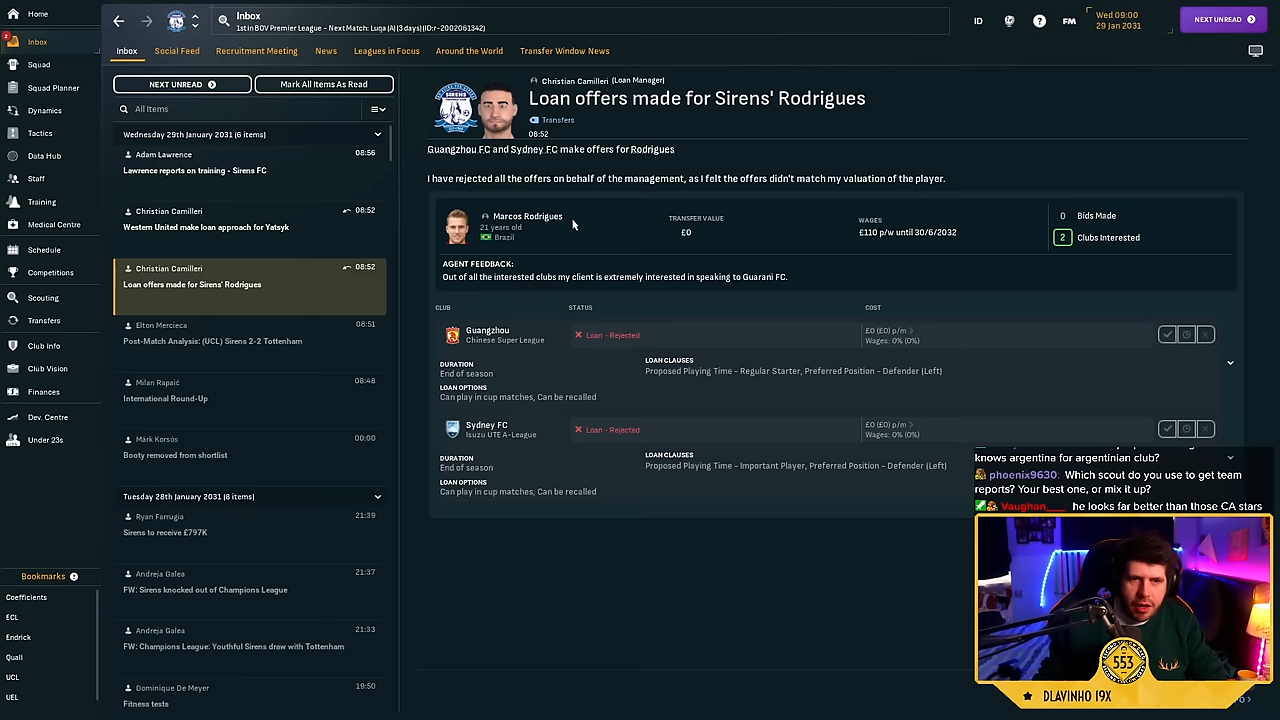 Home
Inbox
Squad
Squad Planner
Dynamics
Tactics
Data Hub
Staff
Training
Medical Centre
Schedule
Competitions
Scouting
Transfers
Club Info
Club Vision
Finances
Dev. Centre
Under 23s
Bookmarks
Coefficients
ECL
Endrick
Quali
UCL
UEL
Inbox
1st in BOV Premier League - Next Match: Luqa (A) (3 days) (ID:r-2002061342)
ID
FM
Wed 09:00
29 Jan 2031
NEXT UNREAD
Inbox
Social Feed
Recruitment Meeting
News
Leagues in Focus
Around the World
Transfer Window News
NEXT UNREAD
Mark All Items As Read
All Items
Wednesday 29th January 2031 (6 items)
Adam Lawrence 08:56
Lawrence reports on training - Sirens FC
Christian Camilleri 08:52
Western United make loan approach for Yatsyk
Christian Camilleri 08:52
Loan offers made for Sirens' Rodrigues
Elton Mercieca 08:51
Post-Match Analysis: (UCL) Sirens 2-2 Tottenham
Milan Rapaić 08:48
International Round-Up
Márk Korsós 00:00
Booty removed from shortlist
Tuesday 28th January 2031 (8 items)
Ryan Farrugia 21:39
Sirens to receive £797K
Andreja Galea 21:37
FW: Sirens knocked out of Champions League
Andreja Galea 21:33
FW: Champions League: Youthful Sirens draw with Tottenham
Dominique De Meyer 19:50
Fitness tests
Christian Camilleri (Loan Manager)
Loan offers made for Sirens' Rodrigues
Transfers
08:52
Guangzhou FC and Sydney FC make offers for Rodrigues
I have rejected all the offers on behalf of the management, as I felt the offers didn't match my valuation of the player.
Marcos Rodrigues
21 years old
Brazil
TRANSFER VALUE
£0
WAGES
£110 p/w until 30/6/2032
0 Bids Made
2 Clubs Interested
AGENT FEEDBACK:
Out of all the interested clubs my client is extremely interested in speaking to Guarani FC.
CLUB STATUS COST
Guangzhou
Chinese Super League
Loan - Rejected
£0 (£0) p/m
Wages: 0% (0%)
DURATION
End of season
LOAN OPTIONS
Can play in cup matches, Can be recalled
LOAN CLAUSES
Proposed Playing Time - Regular Starter, Preferred Position - Defender (Left)
Sydney FC
Isuzu UTE A-League
Loan - Rejected
£0 (£0) p/m
Wages: 0% (0%)
DURATION
End of season
LOAN OPTIONS
Can play in cup matches, Can be recalled
LOAN CLAUSES
Proposed Playing Time - Important Player, Preferred Position - Defender (Left)
knows argentina for argentinian club?
phoenix9630: Which scout do you use to get team
reports? Your best one, or mix it up?
Vaughan___ he looks far better than those CA stars
553
DLAVINHO 19X